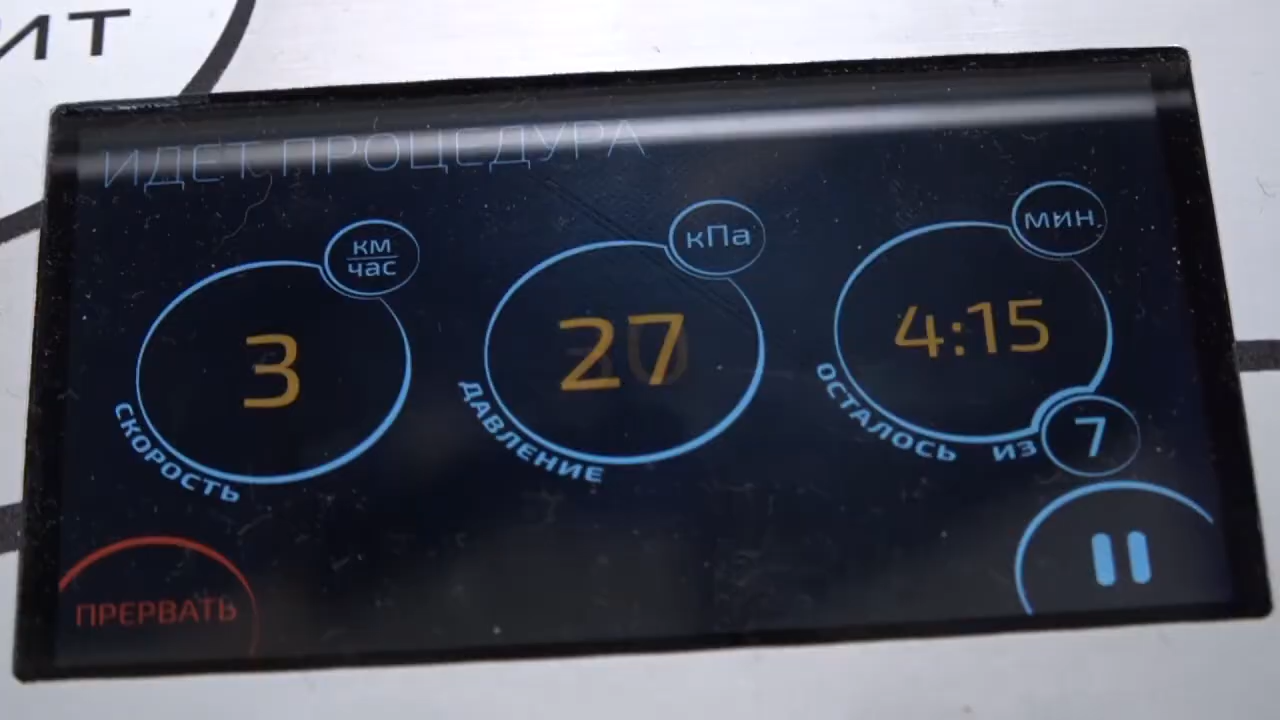 ИТ
ИДЕТ ПРОЦЕДУРА
км
час
3
СКОРОСТЬ
кПа
27
ДАВЛЕНИЕ
мин.
4:15
ОСТАЛОСЬ ИЗ 7
ПРЕРВАТЬ